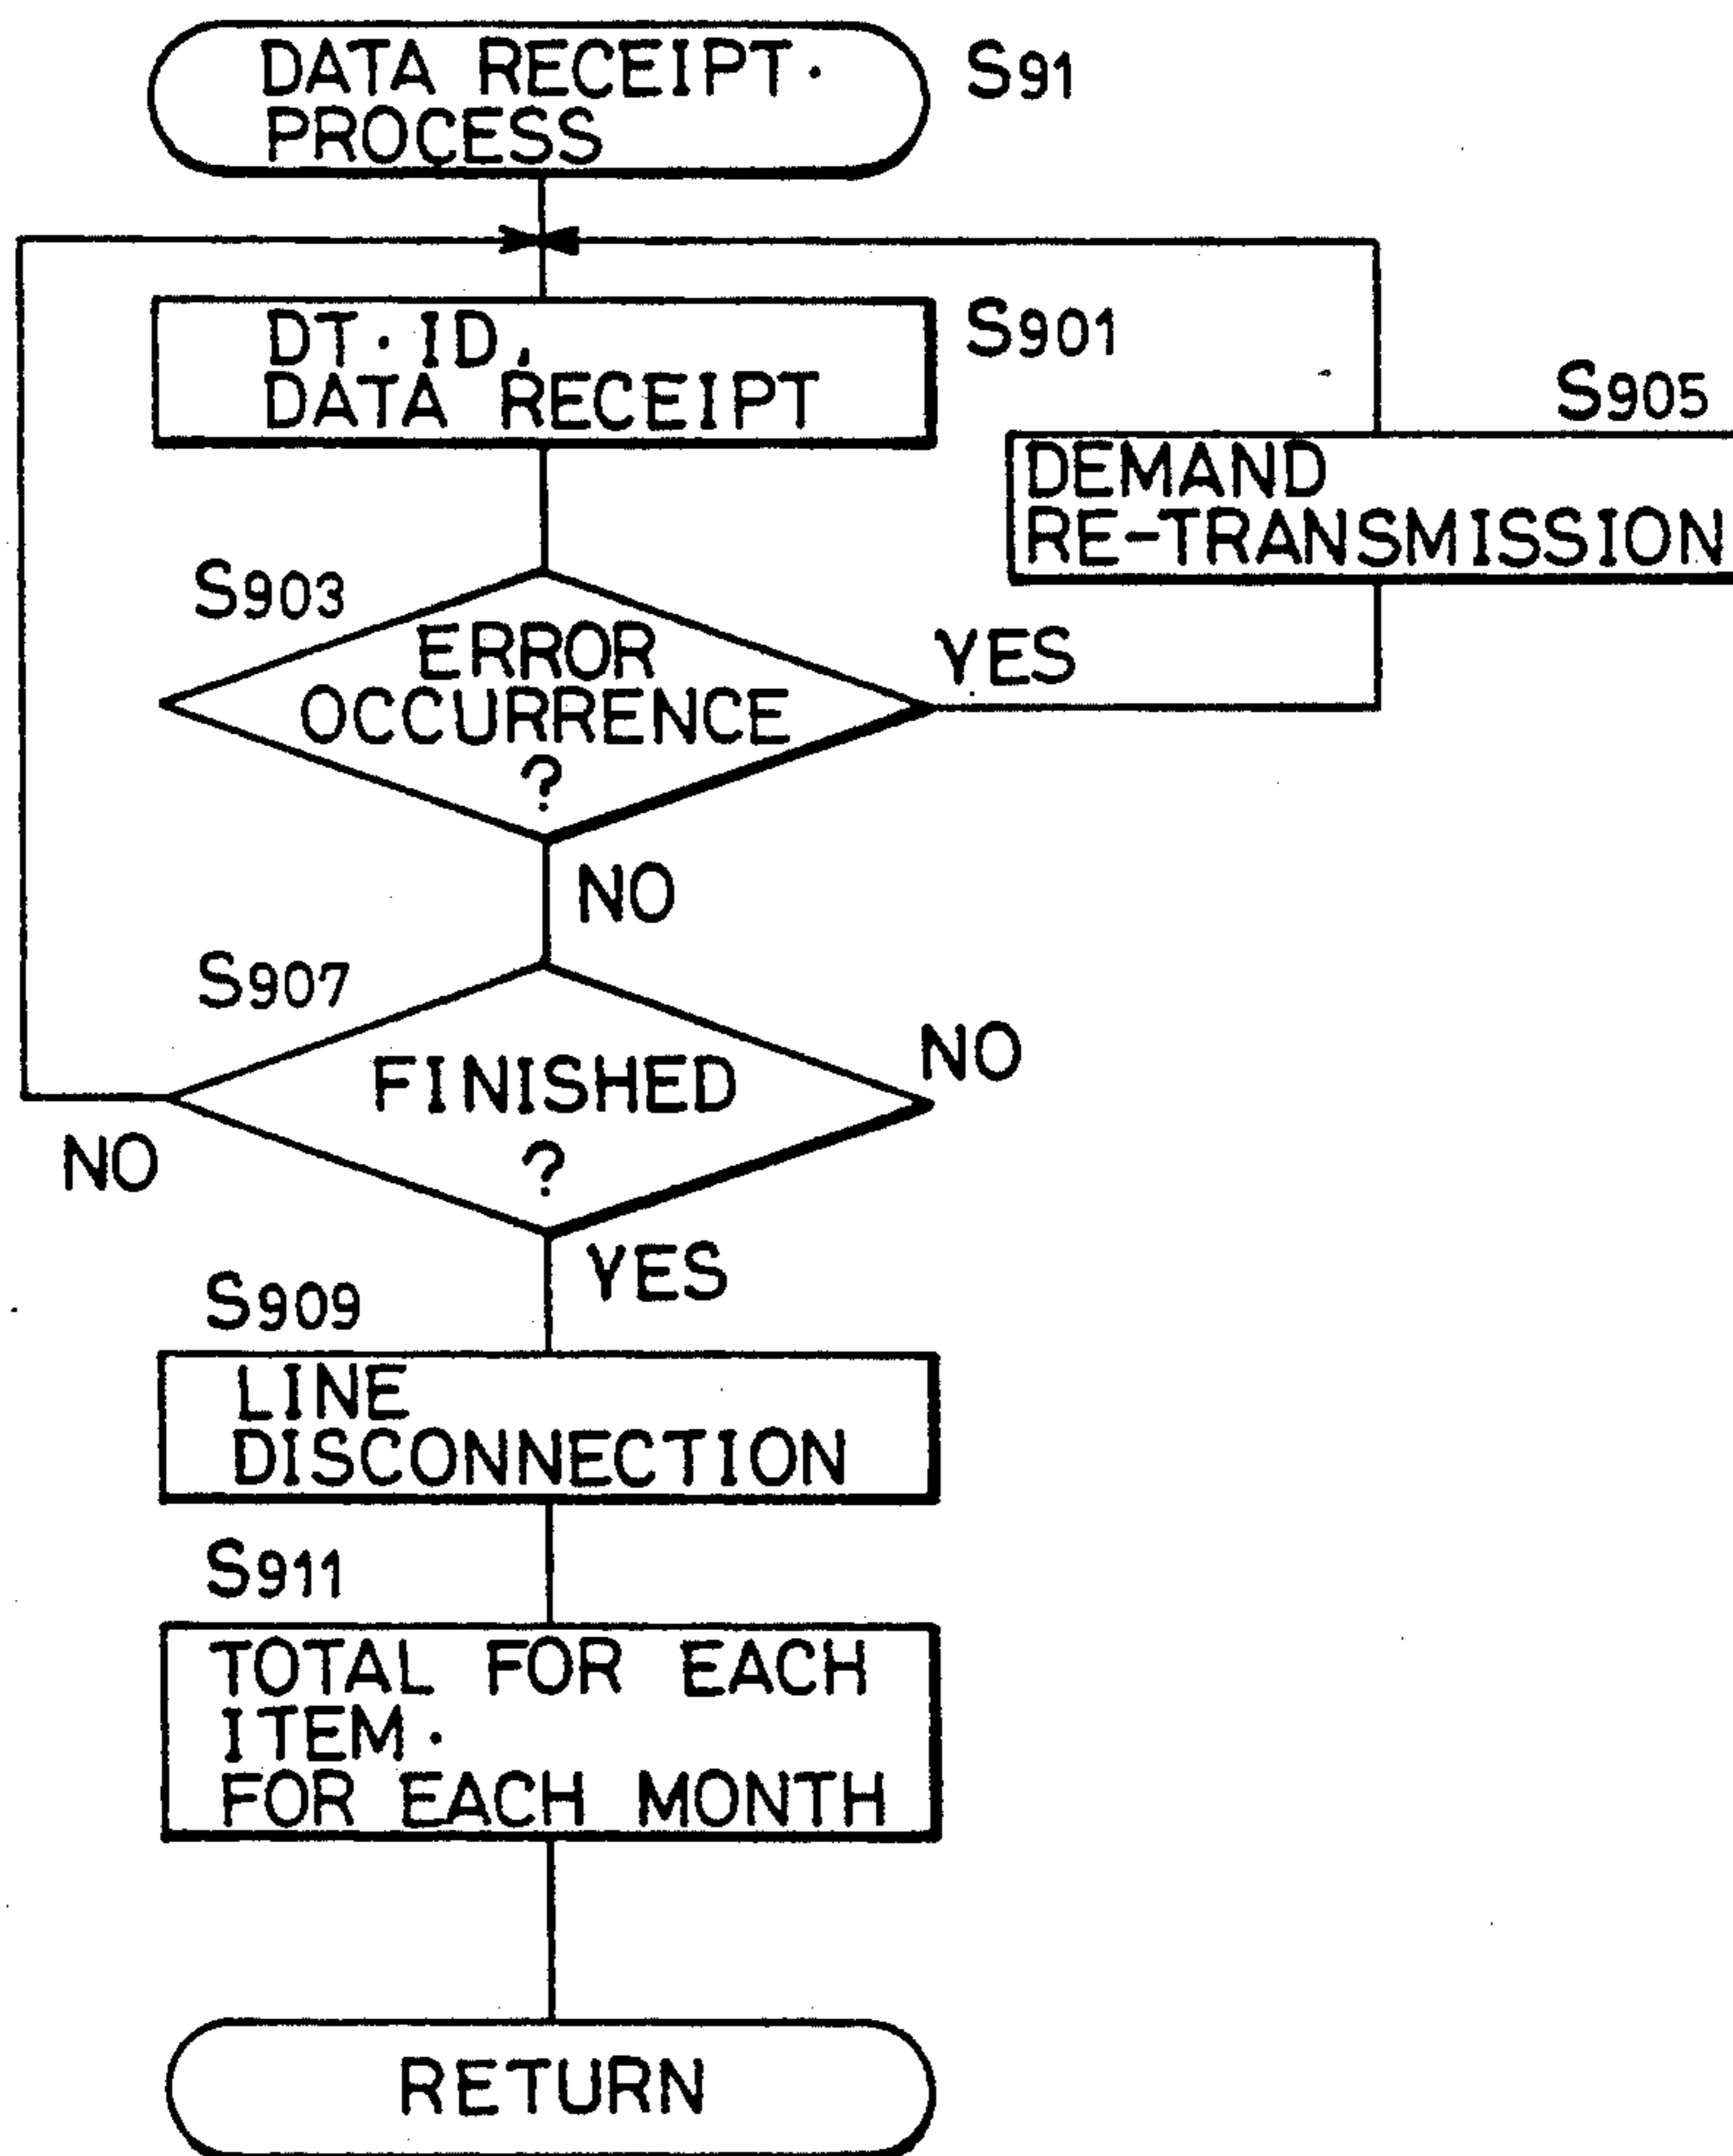 DATA RECEIPT·
PROCESS
S91
DT·ID,
DATA RECEIPT
S901
S905
DEMAND
RE-TRANSMISSION
S903
ERROR
OCCURRENCE
?
YES
NO
S907
FINISHED
?
NO
NO
YES
S909
LINE
DISCONNECTION
S911
TOTAL FOR EACH
ITEM·
FOR EACH MONTH
RETURN